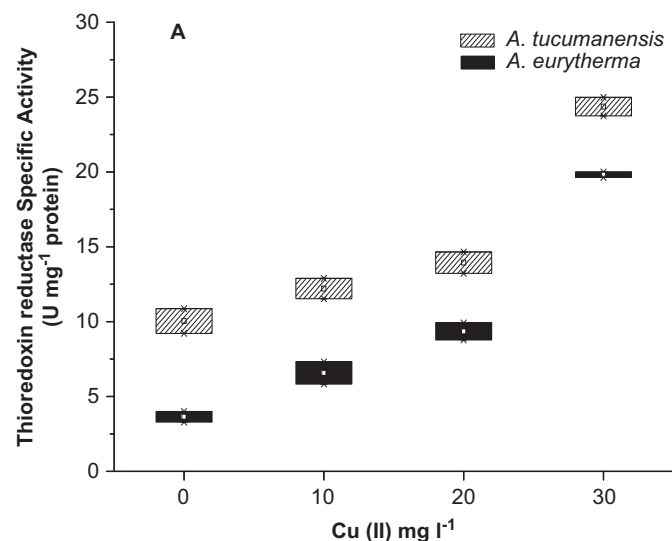 A
A. tucumanensis
A. eurytherma
Thioredoxin reductase Specific Activity
(U mg⁻¹ protein)
30
25
20
15
10
5
0
0 10 20 30
Cu (II) mg l⁻¹